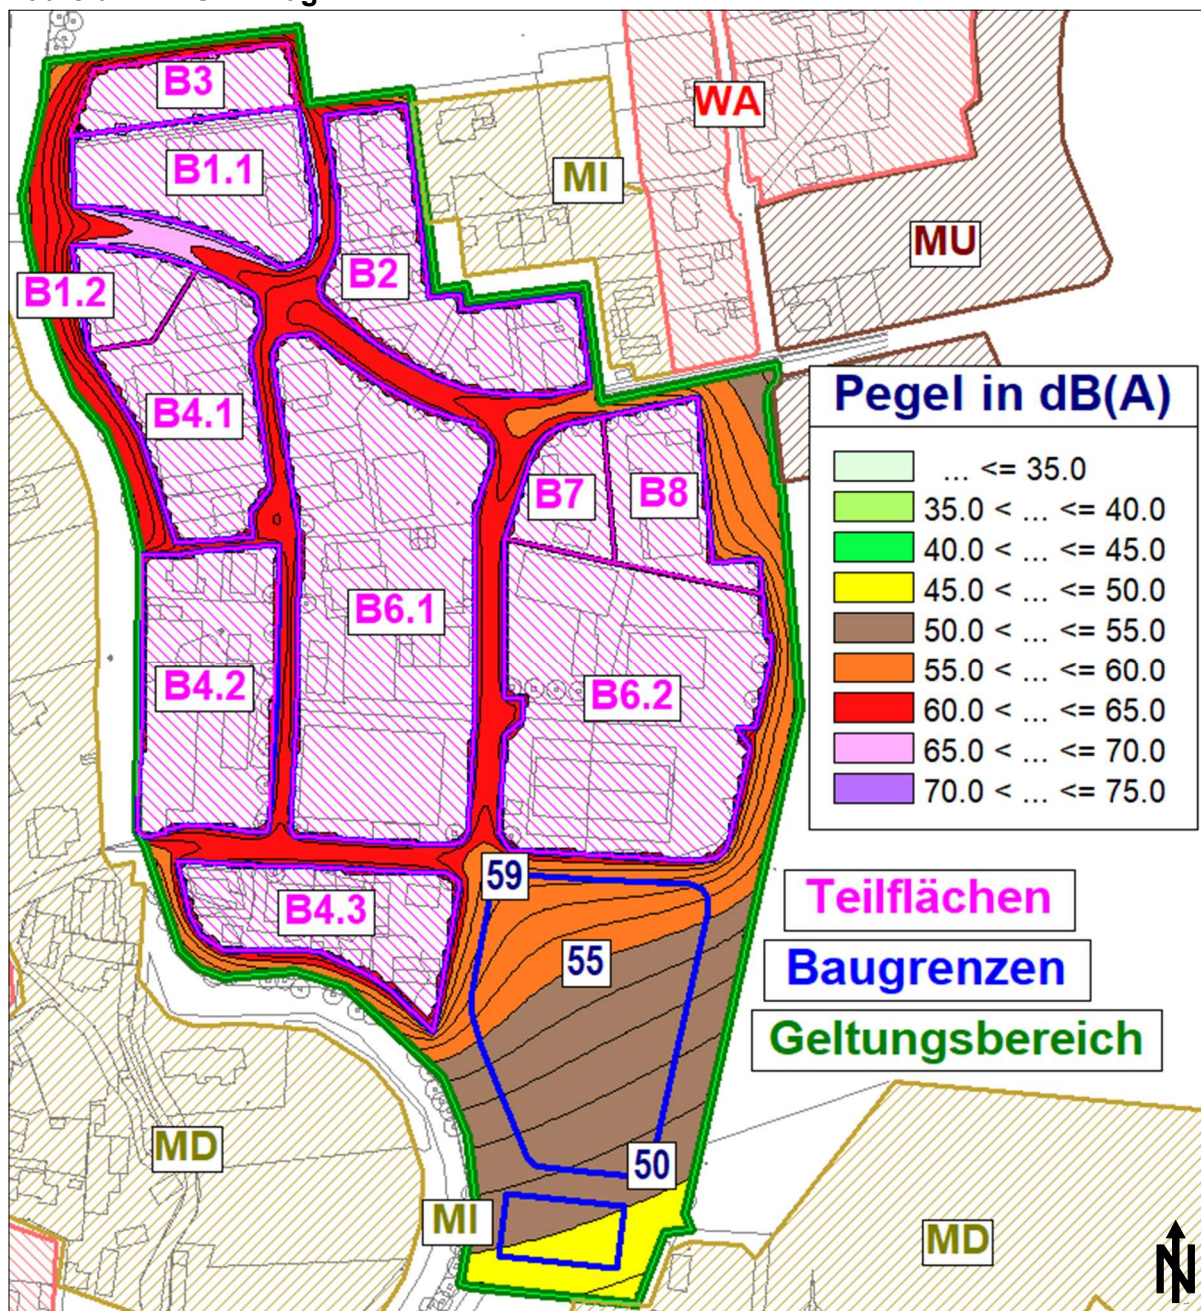 B3
WA
B1.1
MI
MU
B2
B1.2
Pegel in dB(A)
B4.1
... <= 35.0
B7
B8
35.0 < ... <= 40.0
40.0 < ... <= 45.0
45.0 < ... <= 50.0
B6.1
50.0 < ... <= 55.0
55.0 < ... <= 60.0
B4.2
B6.2
60.0 < ... <= 65.0
65.0 < ... <= 70.0
70.0 < ... <= 75.0
59
B4.3
Teilflächen
55
Baugrenzen
Geltungsbereich
MD
50
MI
MD
N